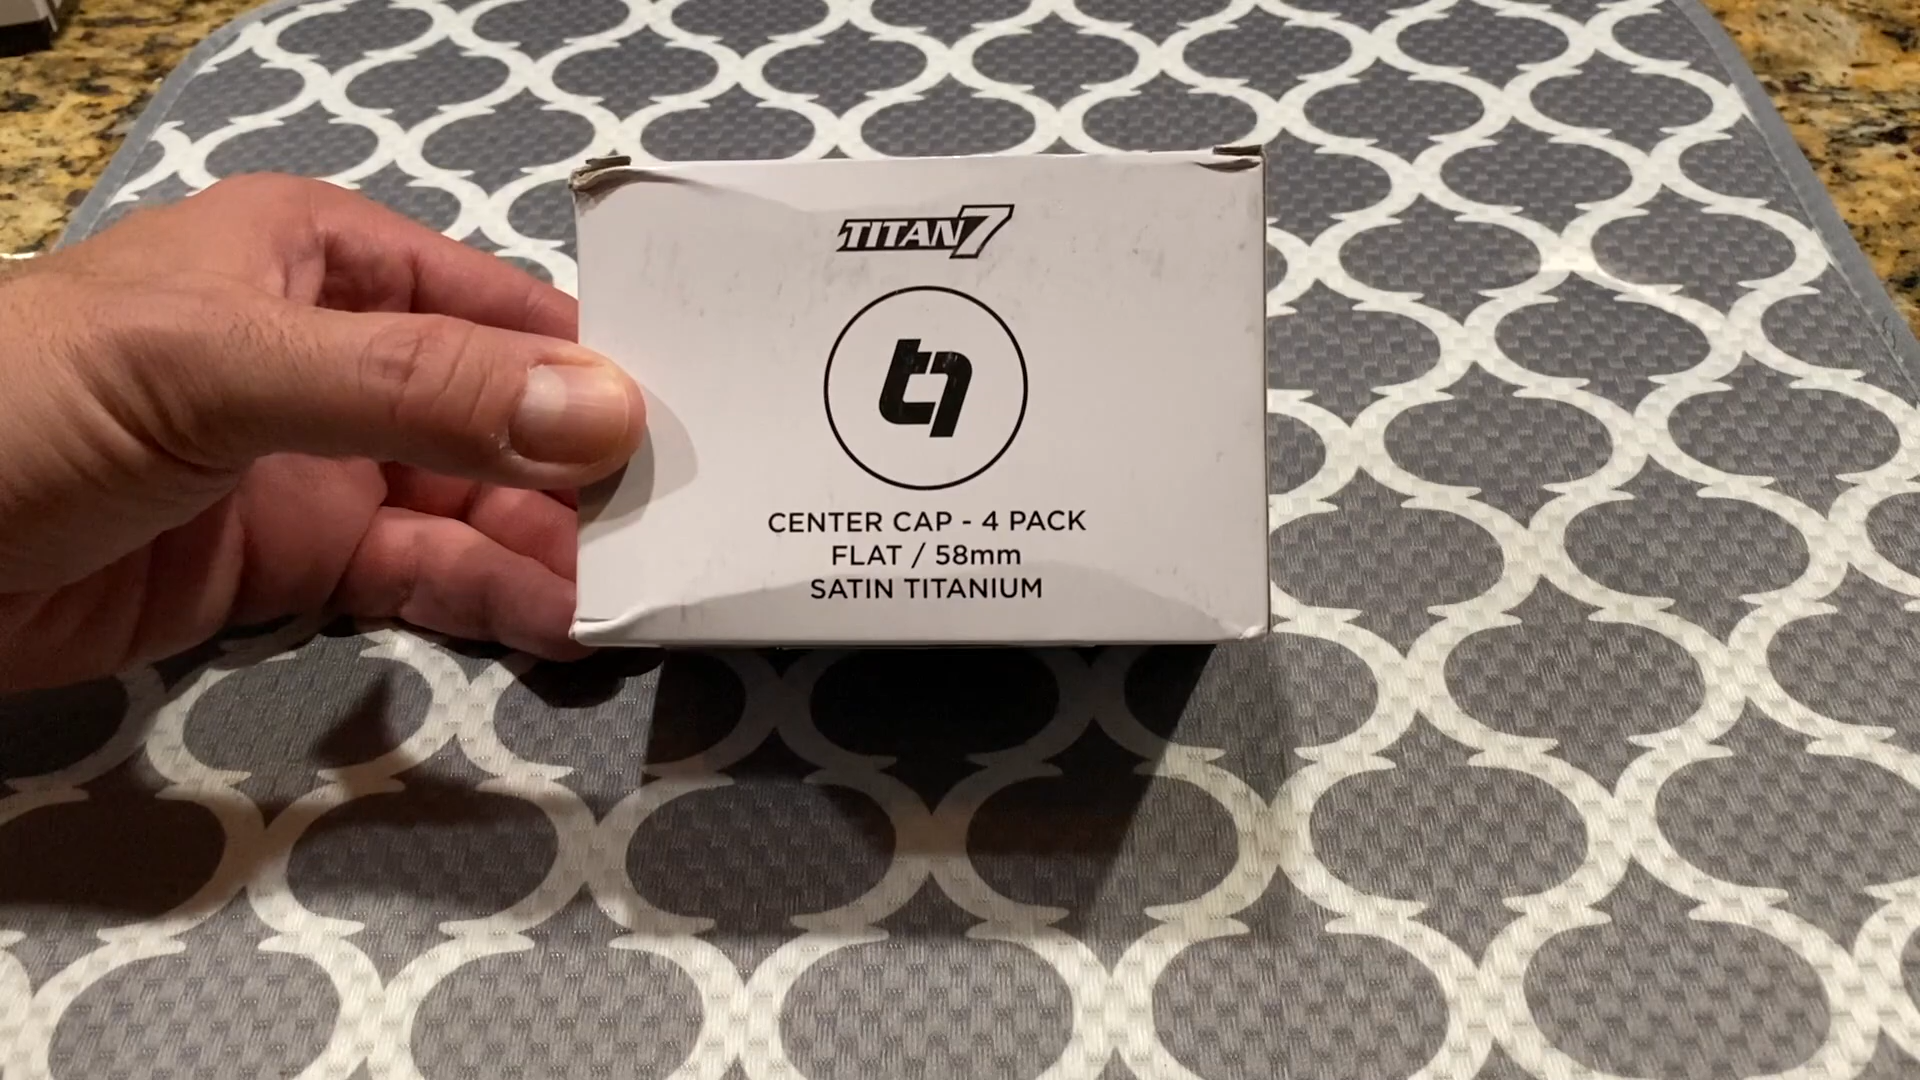 TITAN7
t7
CENTER CAP - 4 PACK
FLAT / 58mm
SATIN TITANIUM